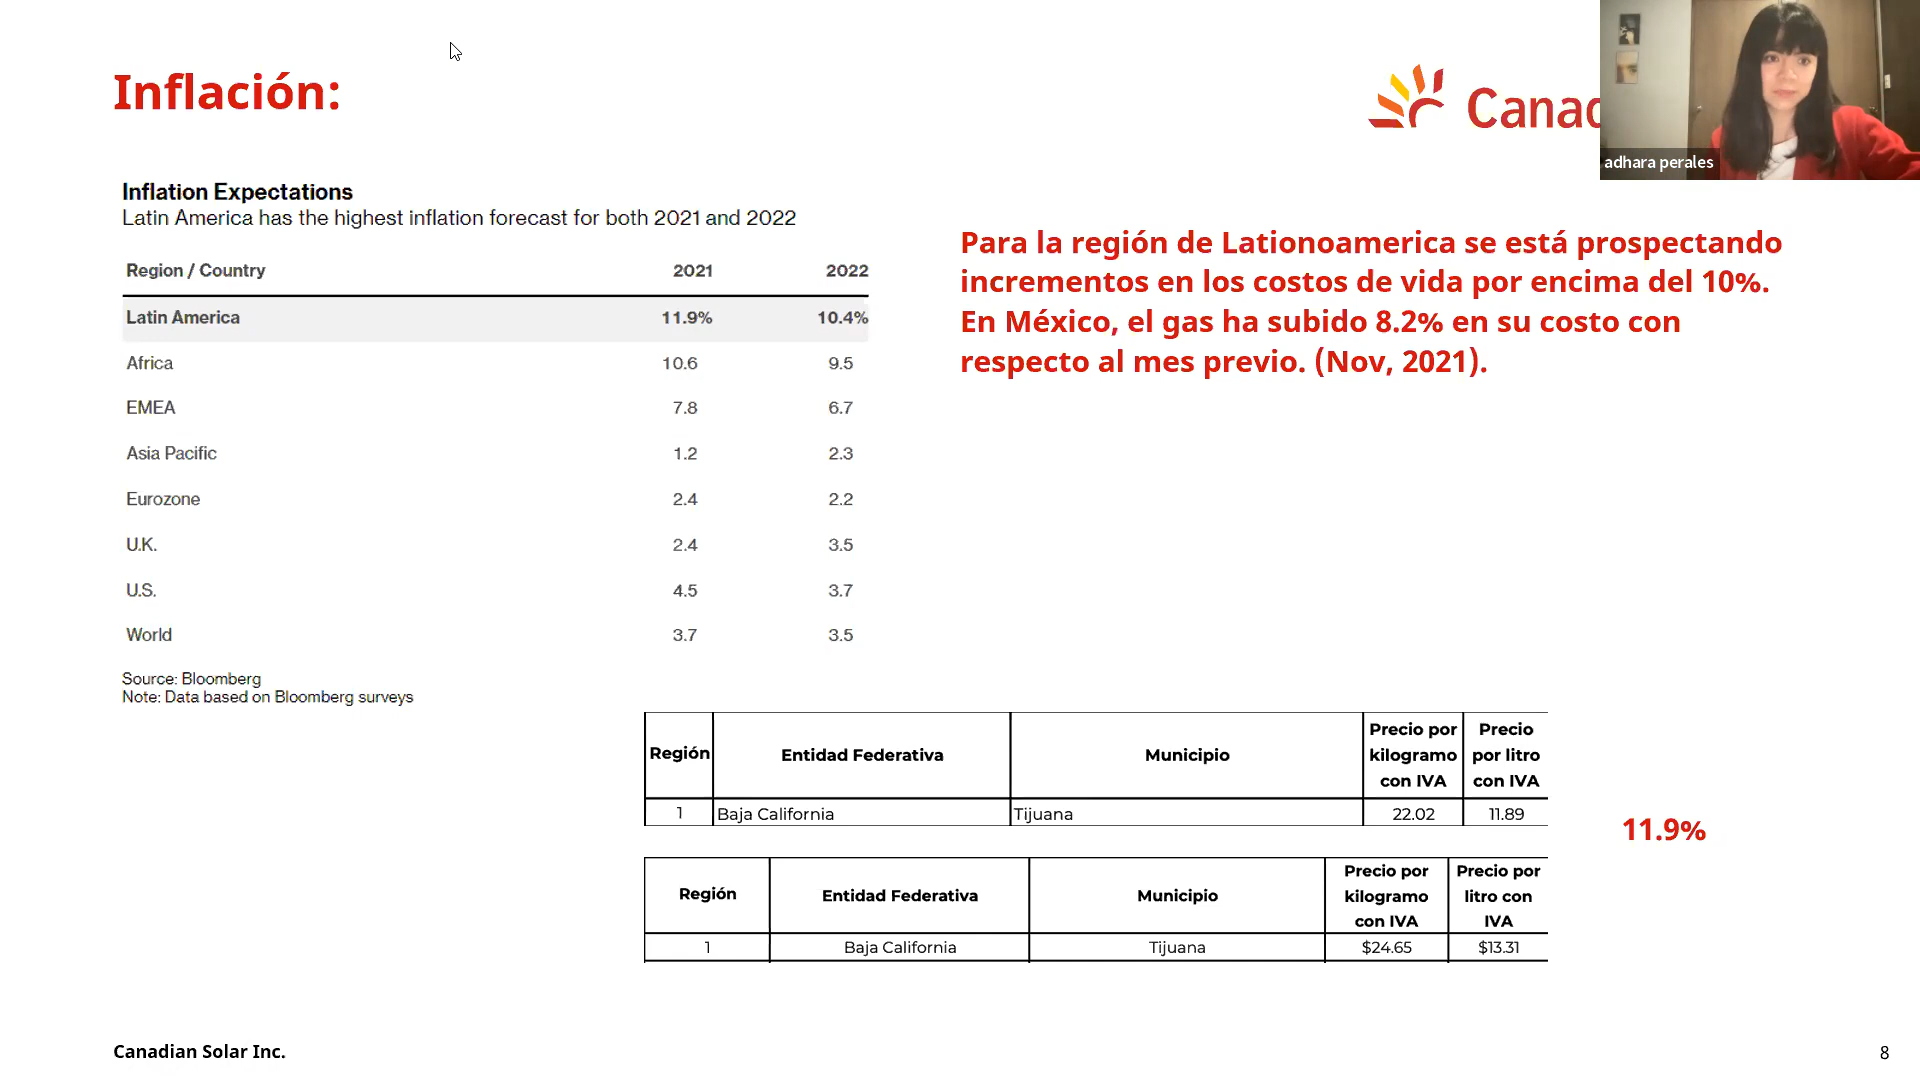 Inflación:
Canad
adhara perales
Inflation Expectations
Latin America has the highest inflation forecast for both 2021 and 2022
Region / Country 2021 2022
Latin America 11.9% 10.4%
Africa 10.6 9.5
EMEA 7.8 6.7
Asia Pacific 1.2 2.3
Eurozone 2.4 2.2
U.K. 2.4 3.5
U.S. 4.5 3.7
World 3.7 3.5
Source: Bloomberg
Note: Data based on Bloomberg surveys
Para la región de Lationoamerica se está prospectando
incrementos en los costos de vida por encima del 10%.
En México, el gas ha subido 8.2% en su costo con
respecto al mes previo. (Nov, 2021).
Región Entidad Federativa Municipio Precio por kilogramo con IVA Precio por litro con IVA
1 Baja California Tijuana 22.02 11.89
11.9%
Región Entidad Federativa Municipio Precio por kilogramo con IVA Precio por litro con IVA
1 Baja California Tijuana $24.65 $13.31
Canadian Solar Inc.
8